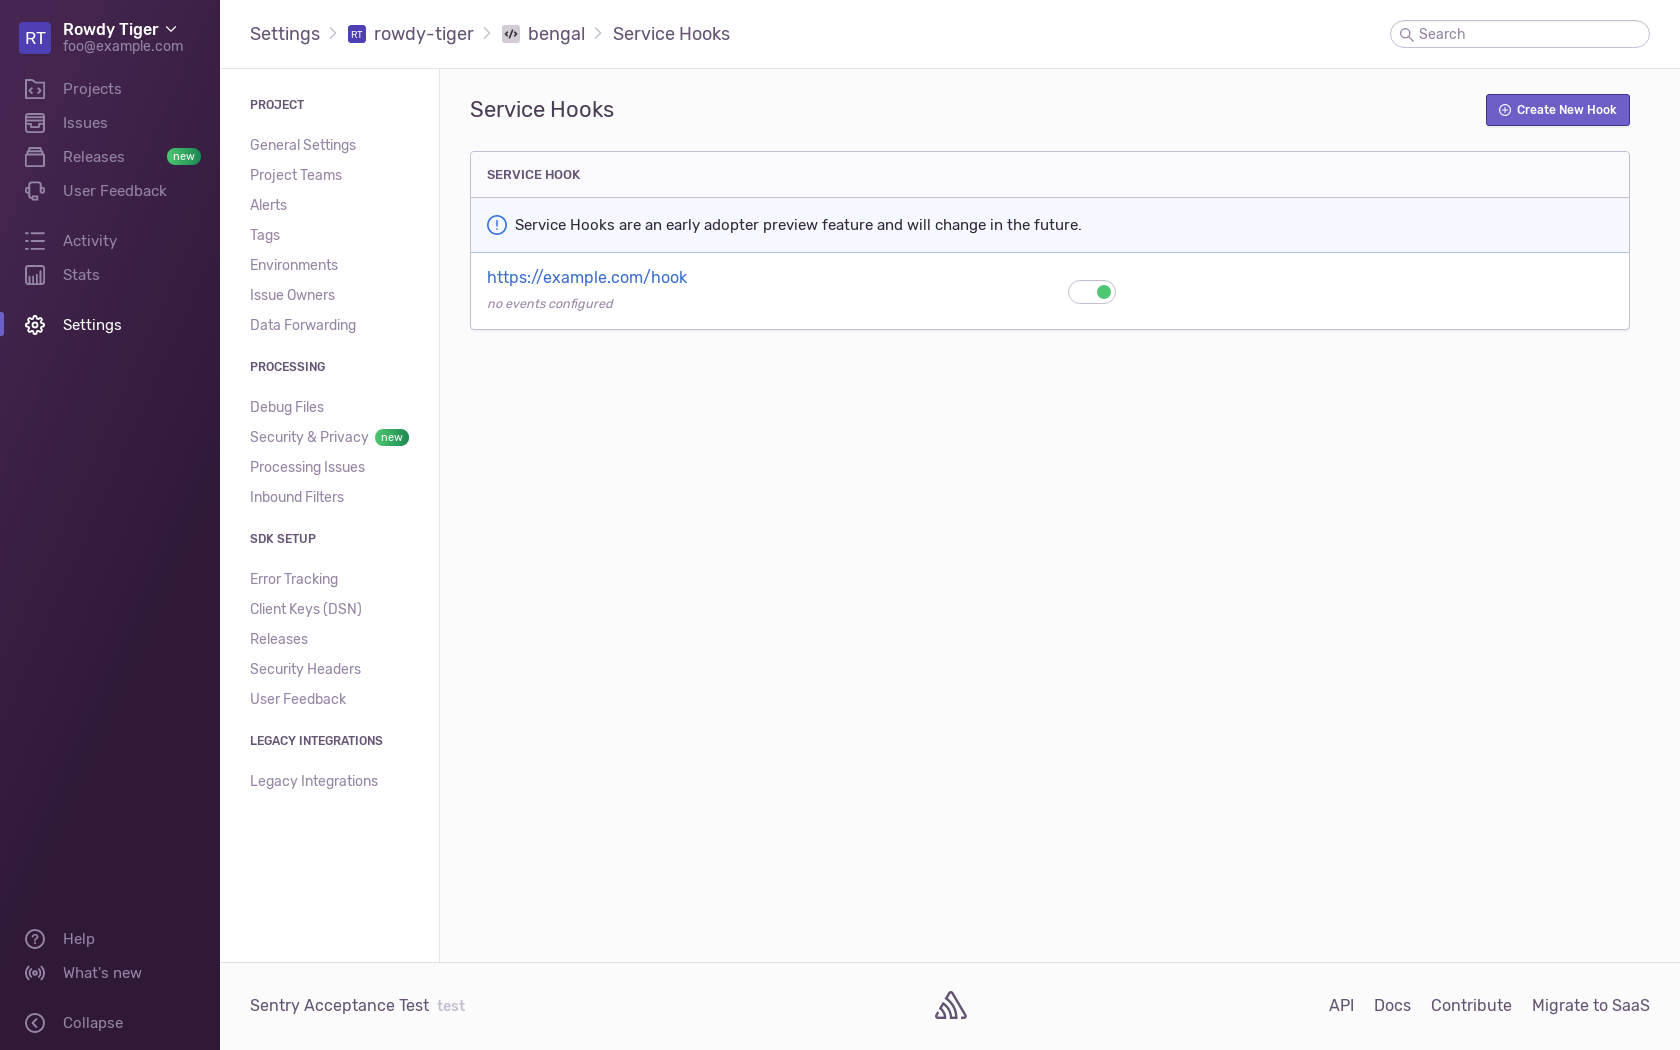 RT
Rowdy Tiger
foo@example.com
Projects
Issues
Releases new
User Feedback
Activity
Stats
Settings
Help
What's new
Collapse
Settings RT rowdy-tiger bengal Service Hooks
Search
PROJECT
General Settings
Project Teams
Alerts
Tags
Environments
Issue Owners
Data Forwarding
PROCESSING
Debug Files
Security & Privacy new
Processing Issues
Inbound Filters
SDK SETUP
Error Tracking
Client Keys (DSN)
Releases
Security Headers
User Feedback
LEGACY INTEGRATIONS
Legacy Integrations
Service Hooks
Create New Hook
SERVICE HOOK
Service Hooks are an early adopter preview feature and will change in the future.
https://example.com/hook
no events configured
Sentry Acceptance Test test
API Docs Contribute Migrate to SaaS